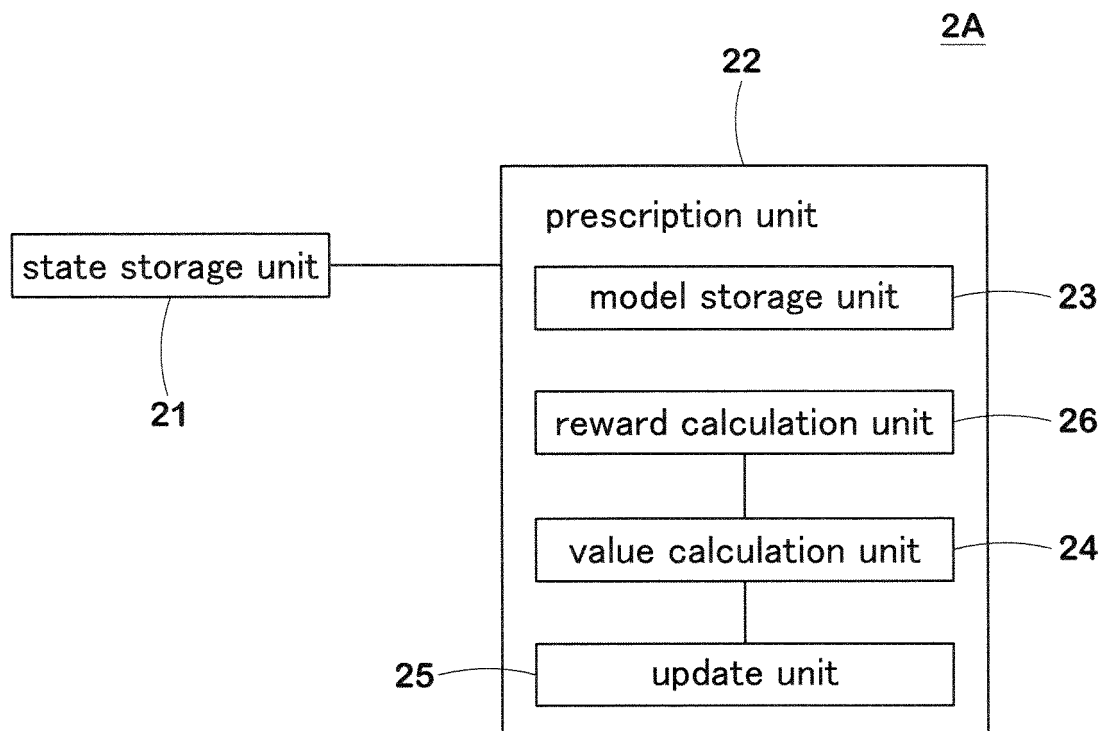 2A
22
prescription unit
state storage unit
model storage unit
23
21
reward calculation unit
26
value calculation unit
24
25
update unit